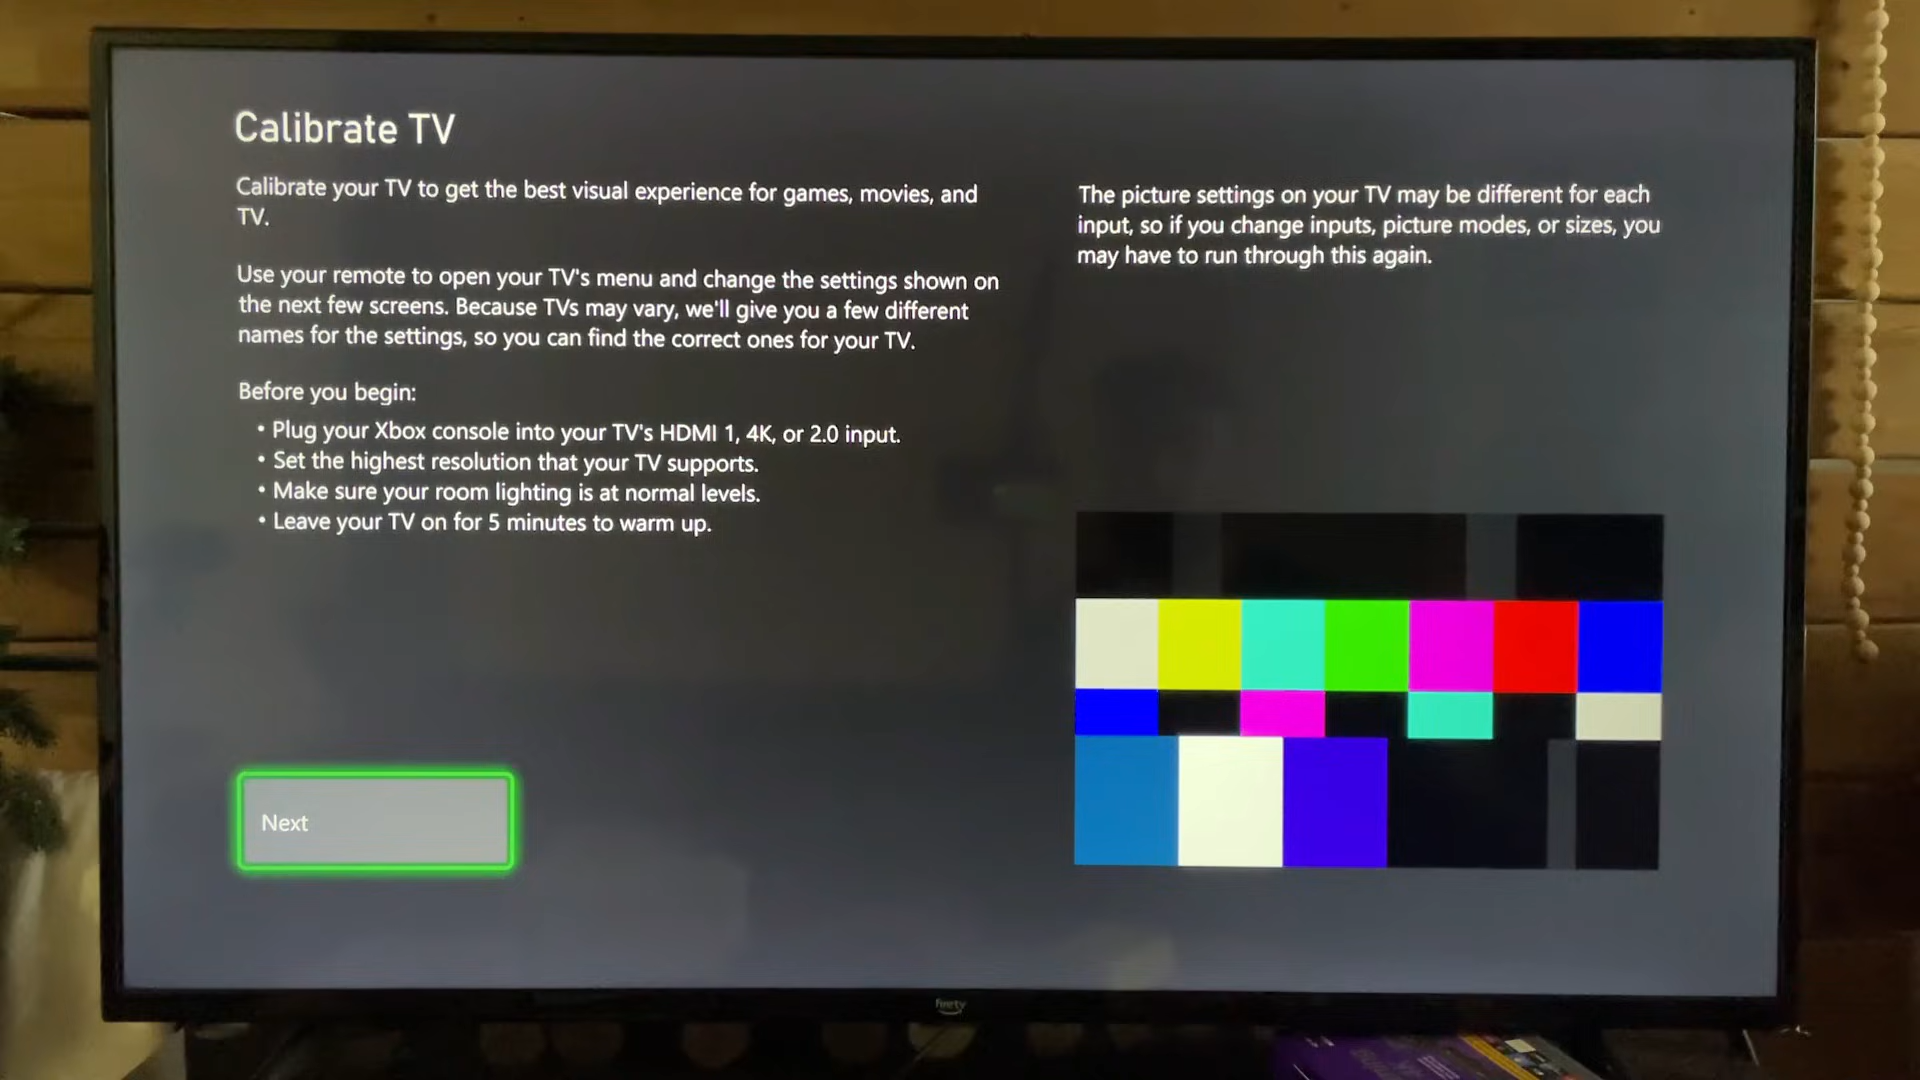 Calibrate TV
Calibrate your TV to get the best visual experience for games, movies, and
TV.
Use your remote to open your TV's menu and change the settings shown on
the next few screens. Because TVs may vary, we'll give you a few different
names for the settings, so you can find the correct ones for your TV.
Before you begin:
• Plug your Xbox console into your TV's HDMI 1, 4K, or 2.0 input.
• Set the highest resolution that your TV supports.
• Make sure your room lighting is at normal levels.
• Leave your TV on for 5 minutes to warm up.
Next
The picture settings on your TV may be different for each
input, so if you change inputs, picture modes, or sizes, you
may have to run through this again.
firetv